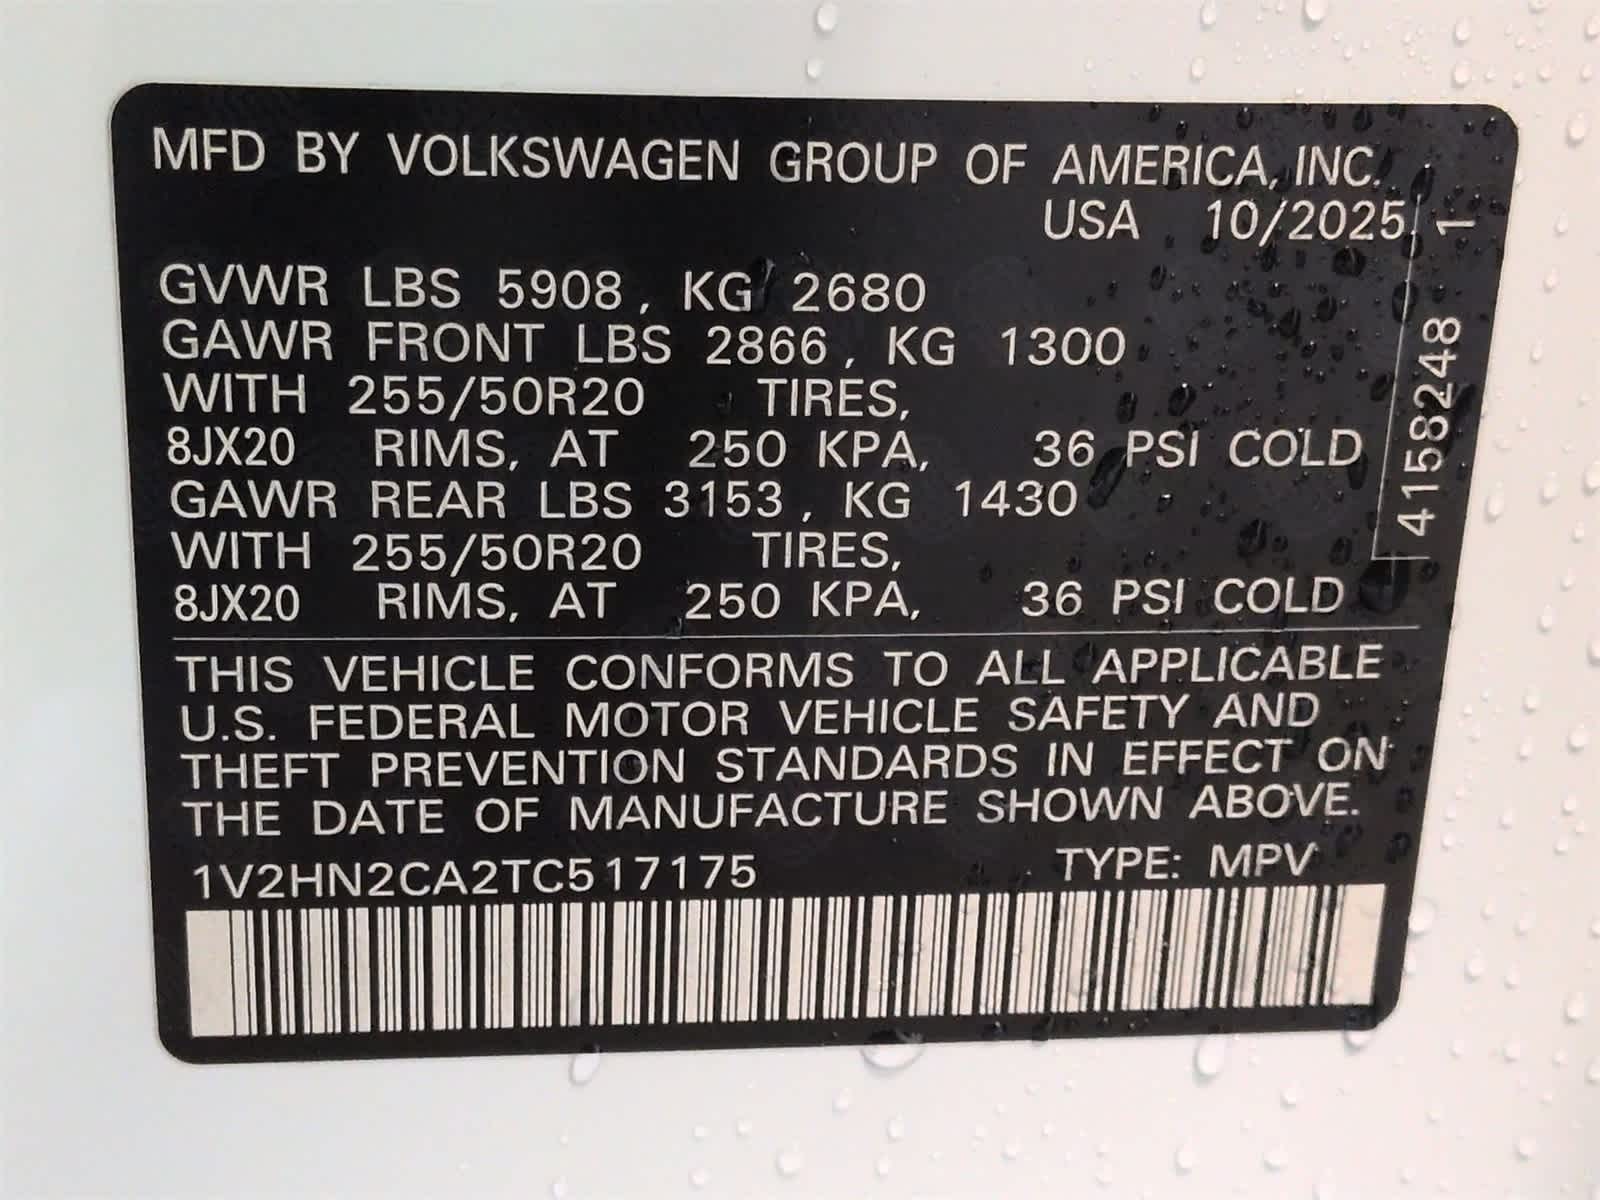 MFD BY VOLKSWAGEN GROUP OF AMERICA, INC.
USA 10/2025
GVWR LBS 5908, KG 2680
GAWR FRONT LBS 2866, KG 1300
WITH 255/50R20 TIRES,
8JX20 RIMS, AT 250 KPA, 36 PSI COLD
GAWR REAR LBS 3153, KG 1430
WITH 255/50R20 TIRES,
8JX20 RIMS, AT 250 KPA, 36 PSI COLD
THIS VEHICLE CONFORMS TO ALL APPLICABLE
U.S. FEDERAL MOTOR VEHICLE SAFETY AND
THEFT PREVENTION STANDARDS IN EFFECT ON
THE DATE OF MANUFACTURE SHOWN ABOVE.
1V2HN2CA2TC517175 TYPE: MPV
4158248 1